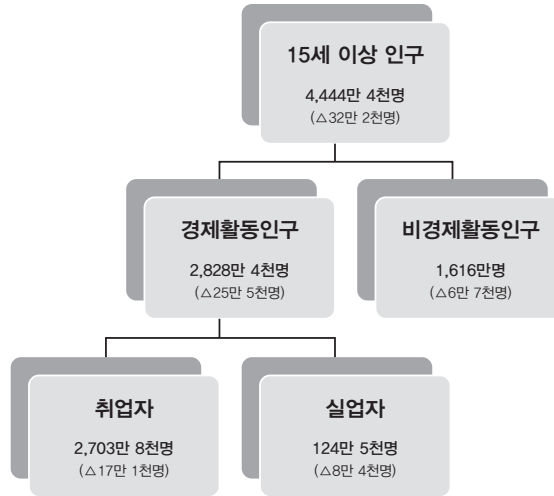 15세 이상 인구
4,444만 4천명
(△32만 2천명)
경제활동인구
2,828만 4천명
(△25만 5천명)
비경제활동인구
1,616만명
(△6만 7천명)
취업자
2,703만 8천명
(△17만 1천명)
실업자
124만 5천명
(△8만 4천명)